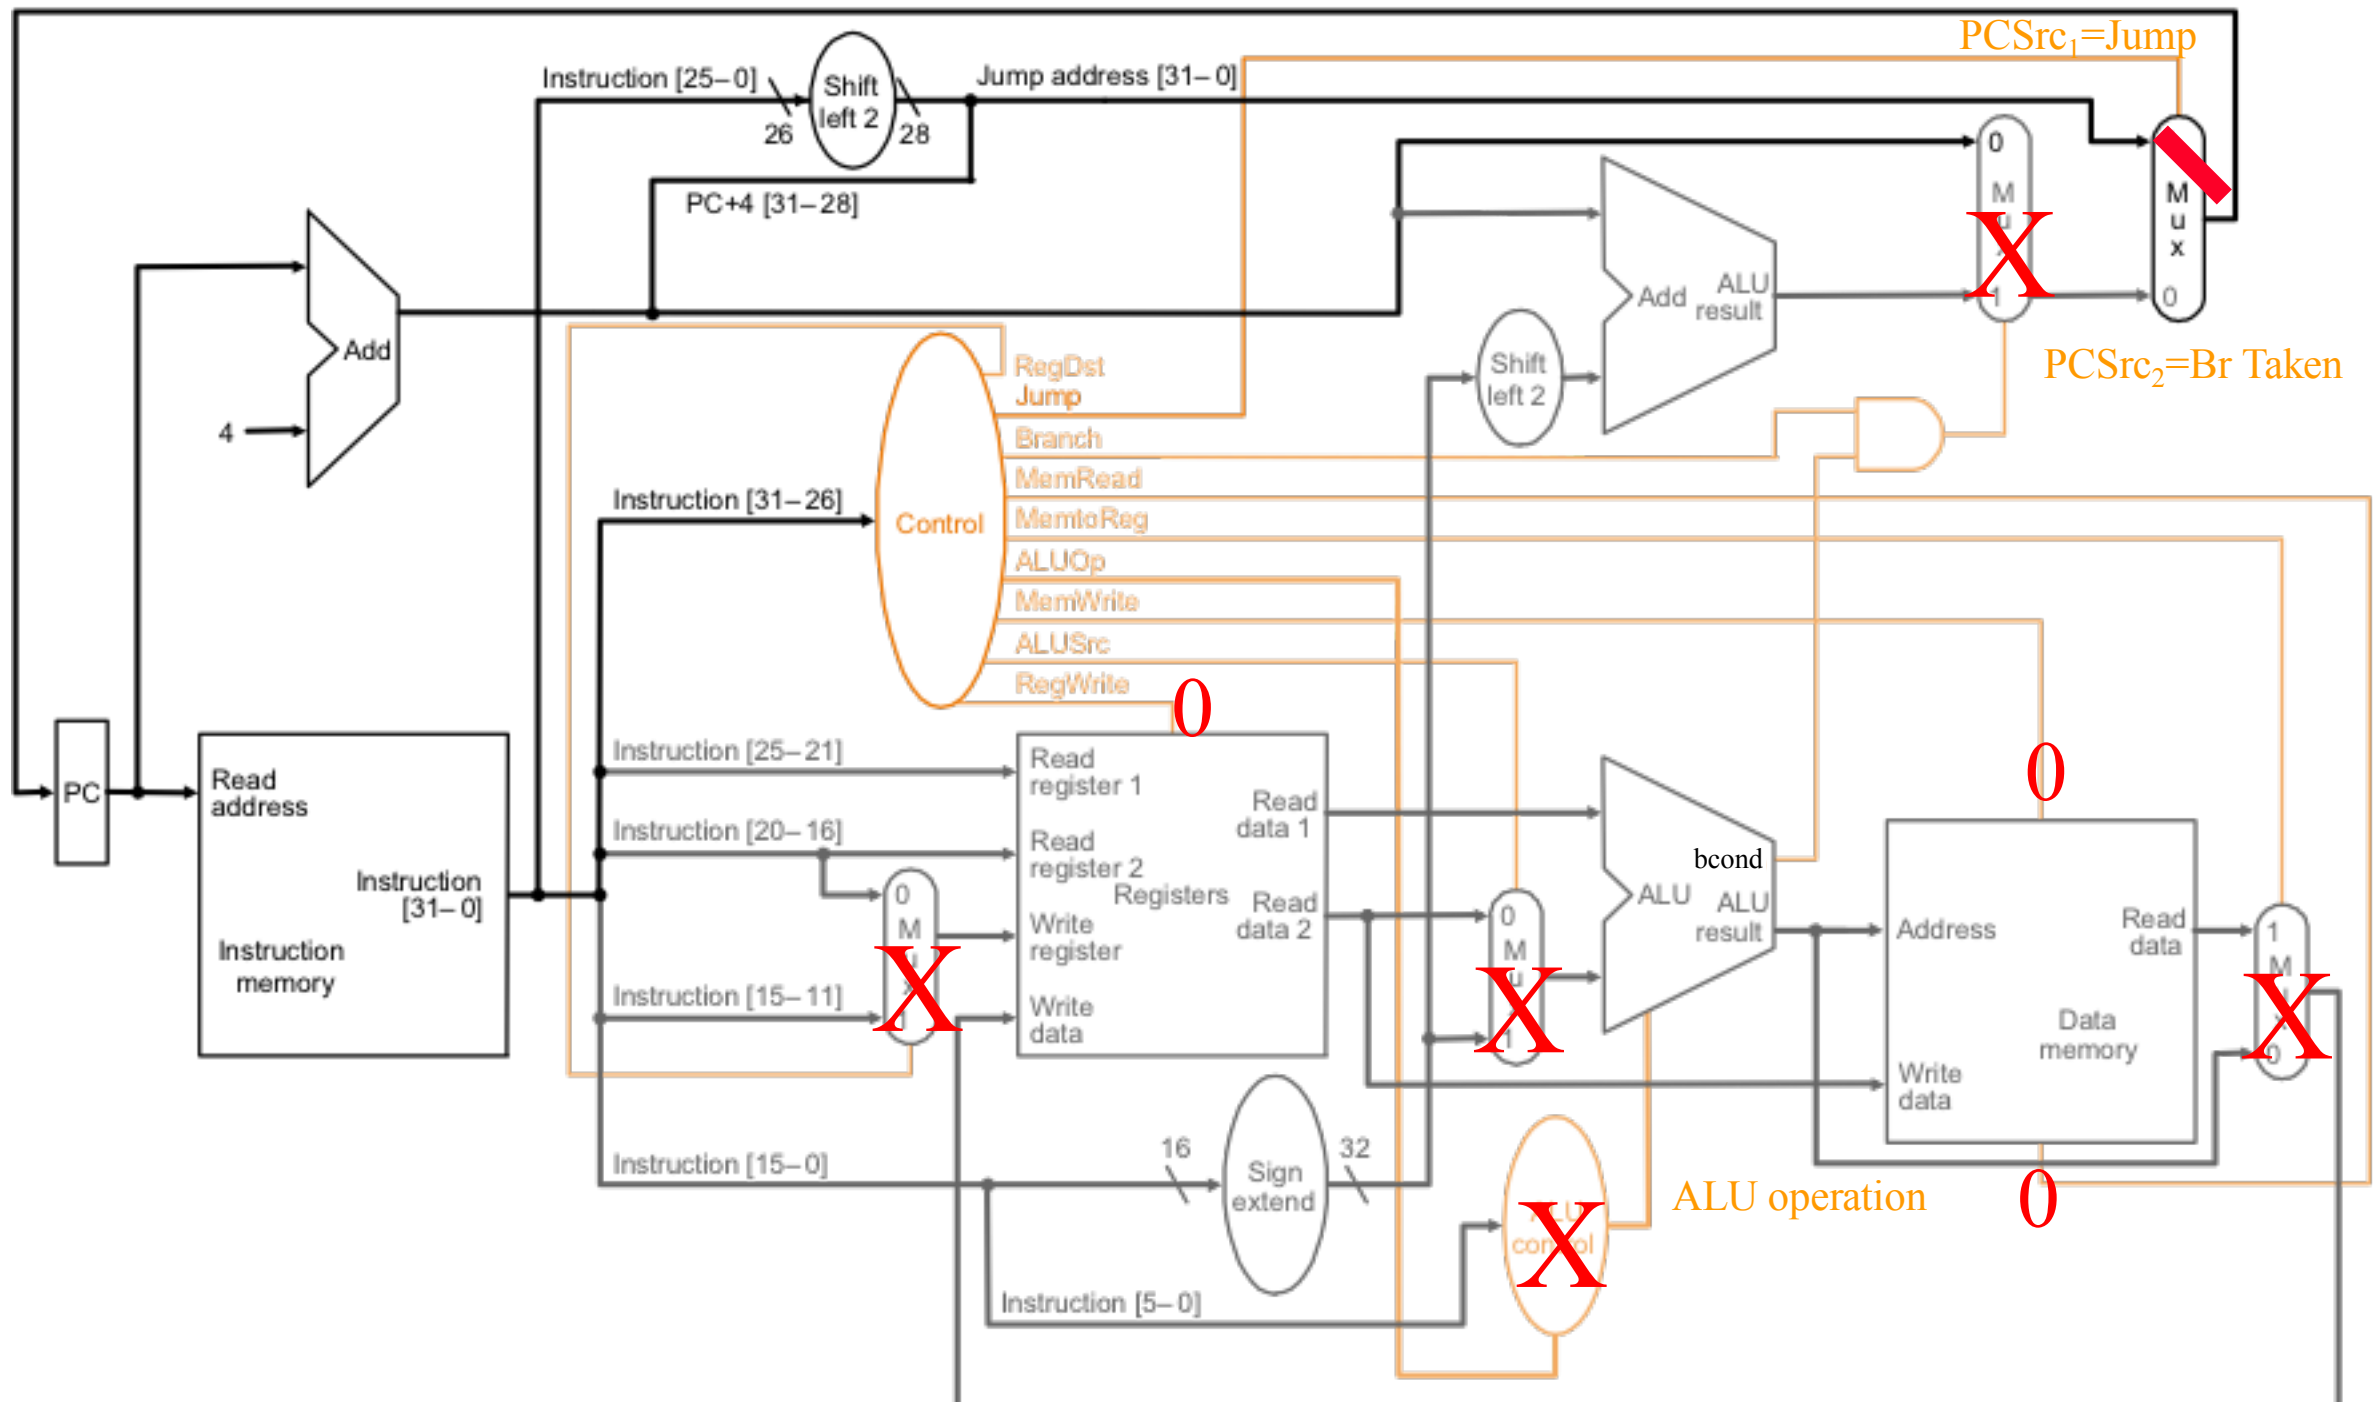 PCSrc1=Jump
Instruction [25–0]
Shift
left 2
Jump address [31–0]
26
28
PC+4 [31–28]
0
M
u
x
1
M
u
x
0
Add
ALU
result
Add
4
Shift
left 2
PCSrc2=Br Taken
RegDst
Jump
Branch
MemRead
MemtoReg
ALUOp
MemWrite
ALUSrc
RegWrite
Instruction [31–26]
Control
X
0
0
PC
Read
address
Instruction
[31–0]
Instruction
memory
Instruction [25–21]
Instruction [20–16]
Instruction [15–11]
Instruction [15–0]
Read
register 1
Read
register 2
Registers
Write
register
Write
data
Read
data 1
Read
data 2
0
M
X
0
M
u
1
X
bcond
ALU
ALU
result
Address
Read
data
Data
memory
Write
data
1
M
0
X
16
Sign
extend
32
ALU
control
X
ALU operation
0
Instruction [5–0]